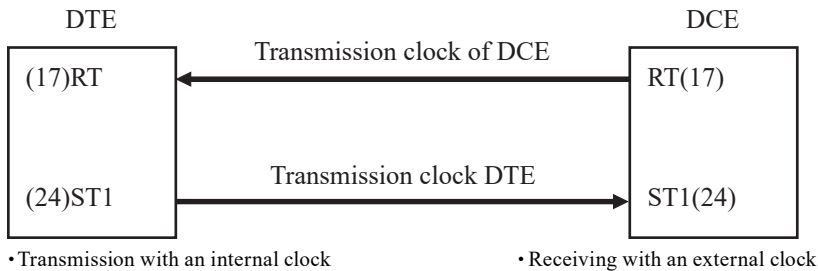 DTE DCE
Transmission clock of DCE
(17)RT RT(17)
Transmission clock DTE
(24)ST1 ST1(24)
・Transmission with an internal clock ・Receiving with an external clock